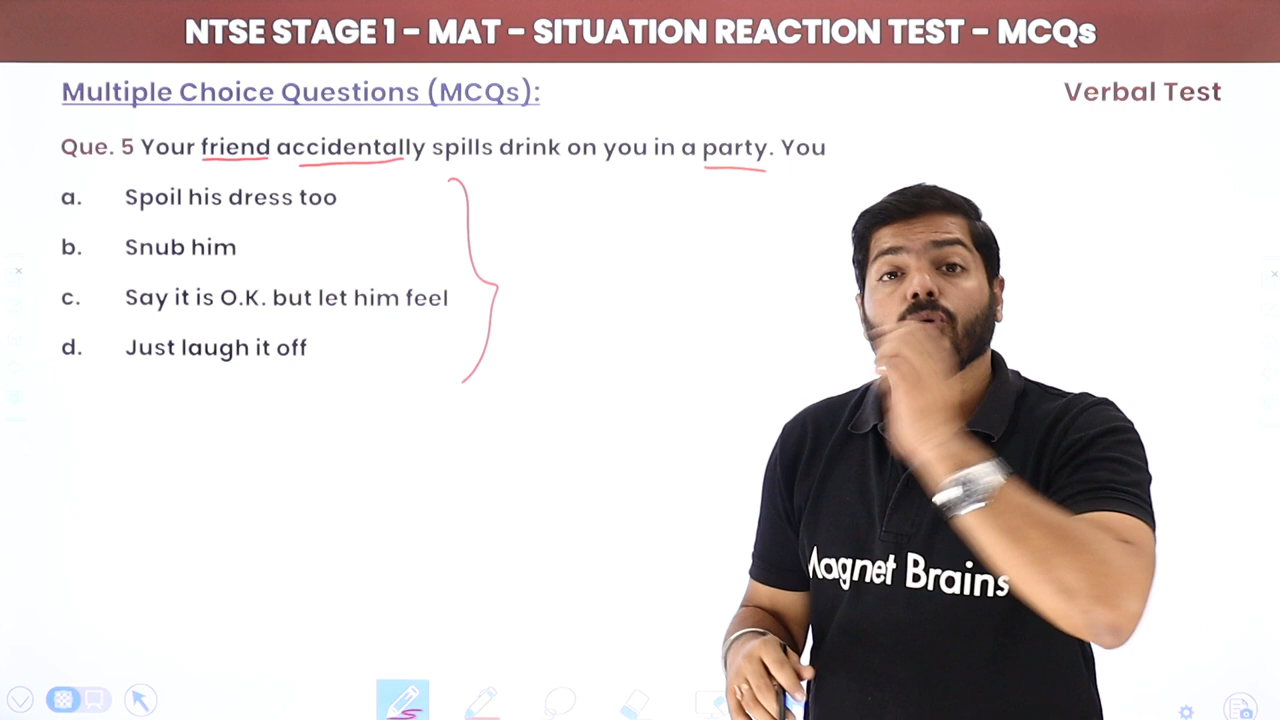 NTSE STAGE 1 – MAT – SITUATION REACTION TEST – MCQs
Multiple Choice Questions (MCQs):
Verbal Test
Que. 5 Your friend accidentally spills drink on you in a party. You
a. Spoil his dress too
b. Snub him
c. Say it is O.K. but let him feel
d. Just laugh it off
Magnet Brains